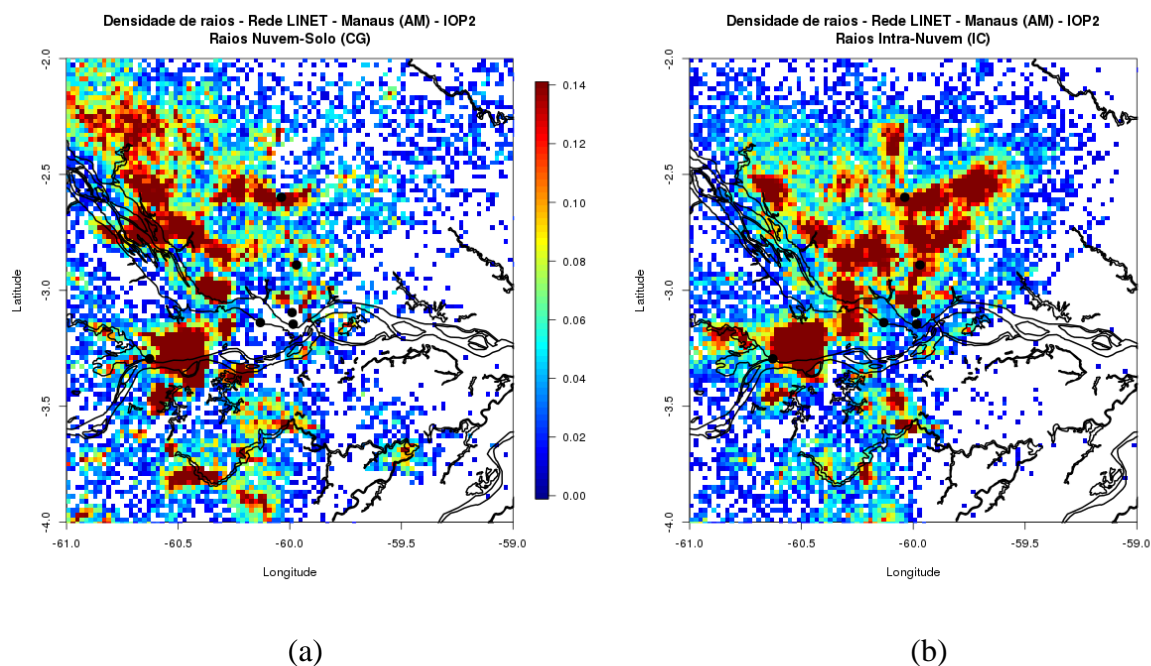 Densidade de raios - Rede LINET - Manaus (AM) - IOP2
Raios Nuvem-Solo (CG)
Latitude
-2.0
-2.5
-3.0
-3.5
-4.0
-61.0 -60.5 -60.0 -59.5 -59.0
Longitude
0.14
0.12
0.10
0.08
0.06
0.04
0.02
0.00
(a)
Densidade de raios - Rede LINET - Manaus (AM) - IOP2
Raios Intra-Nuvem (IC)
Latitude
-2.0
-2.5
-3.0
-3.5
-4.0
-61.0 -60.5 -60.0 -59.5 -59.0
Longitude
(b)